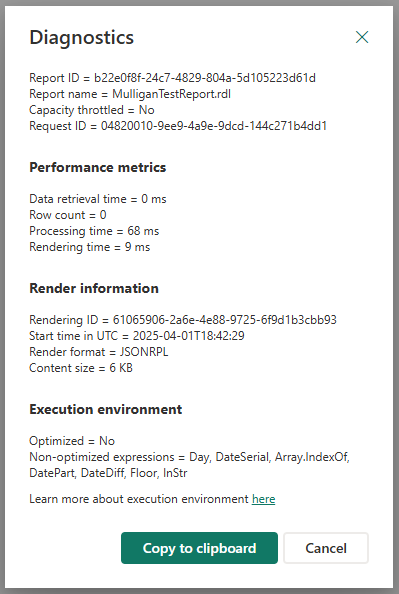 Diagnostics
Report ID = b22e0f8f-24c7-4829-804a-5d105223d61d
Report name = MulliganTestReport.rdl
Capacity throttled = No
Request ID = 04820010-9ee9-4a9e-9dcd-144c271b4dd1
Performance metrics
Data retrieval time = 0 ms
Row count = 0
Processing time = 68 ms
Rendering time = 9 ms
Render information
Rendering ID = 61065906-2a6e-4e88-9725-6f9d1b3cbb93
Start time in UTC = 2025-04-01T18:42:29
Render format = JSONRPL
Content size = 6 KB
Execution environment
Optimized = No
Non-optimized expressions = Day, DateSerial, Array.IndexOf,
DatePart, DateDiff, Floor, InStr
Learn more about execution environment here
Copy to clipboard
Cancel